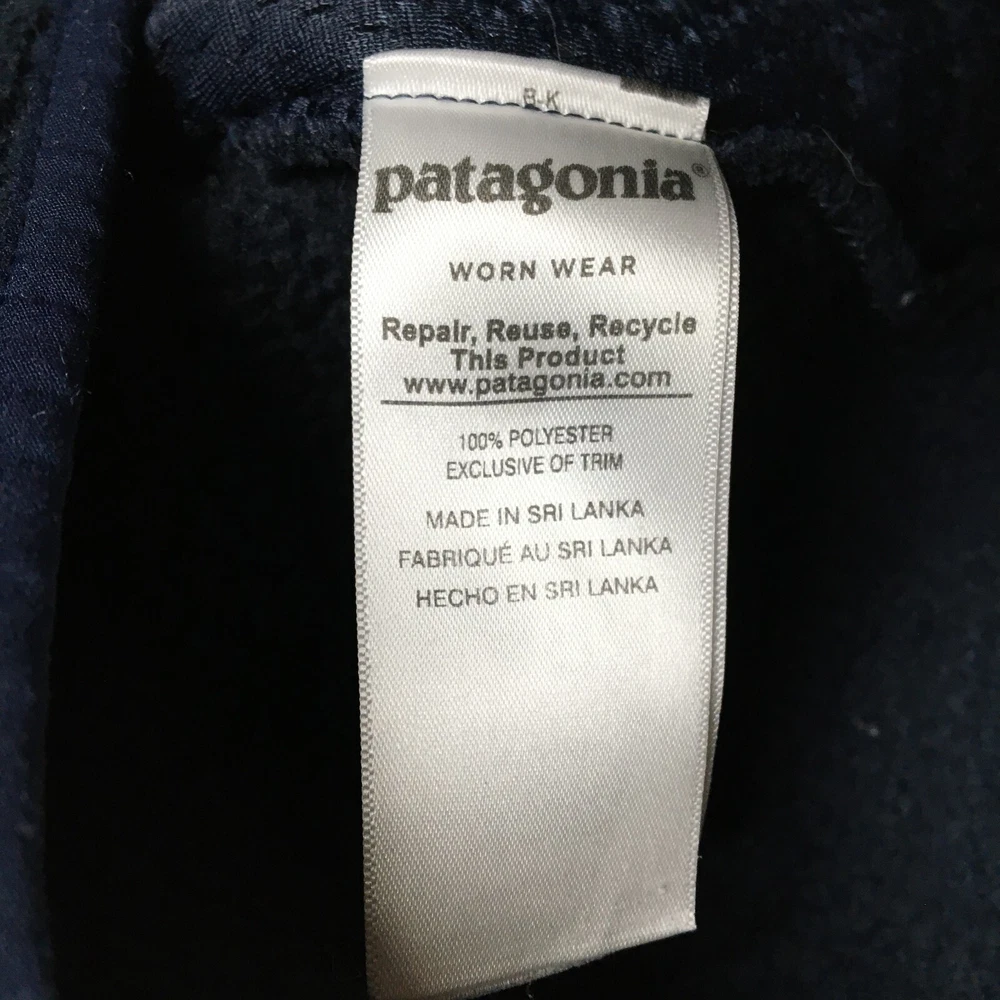 R-K
patagonia®
WORN WEAR
Repair, Reuse, Recycle
This Product
www.patagonia.com
100% POLYESTER
EXCLUSIVE OF TRIM
MADE IN SRI LANKA
FABRIQUÉ AU SRI LANKA
HECHO EN SRI LANKA